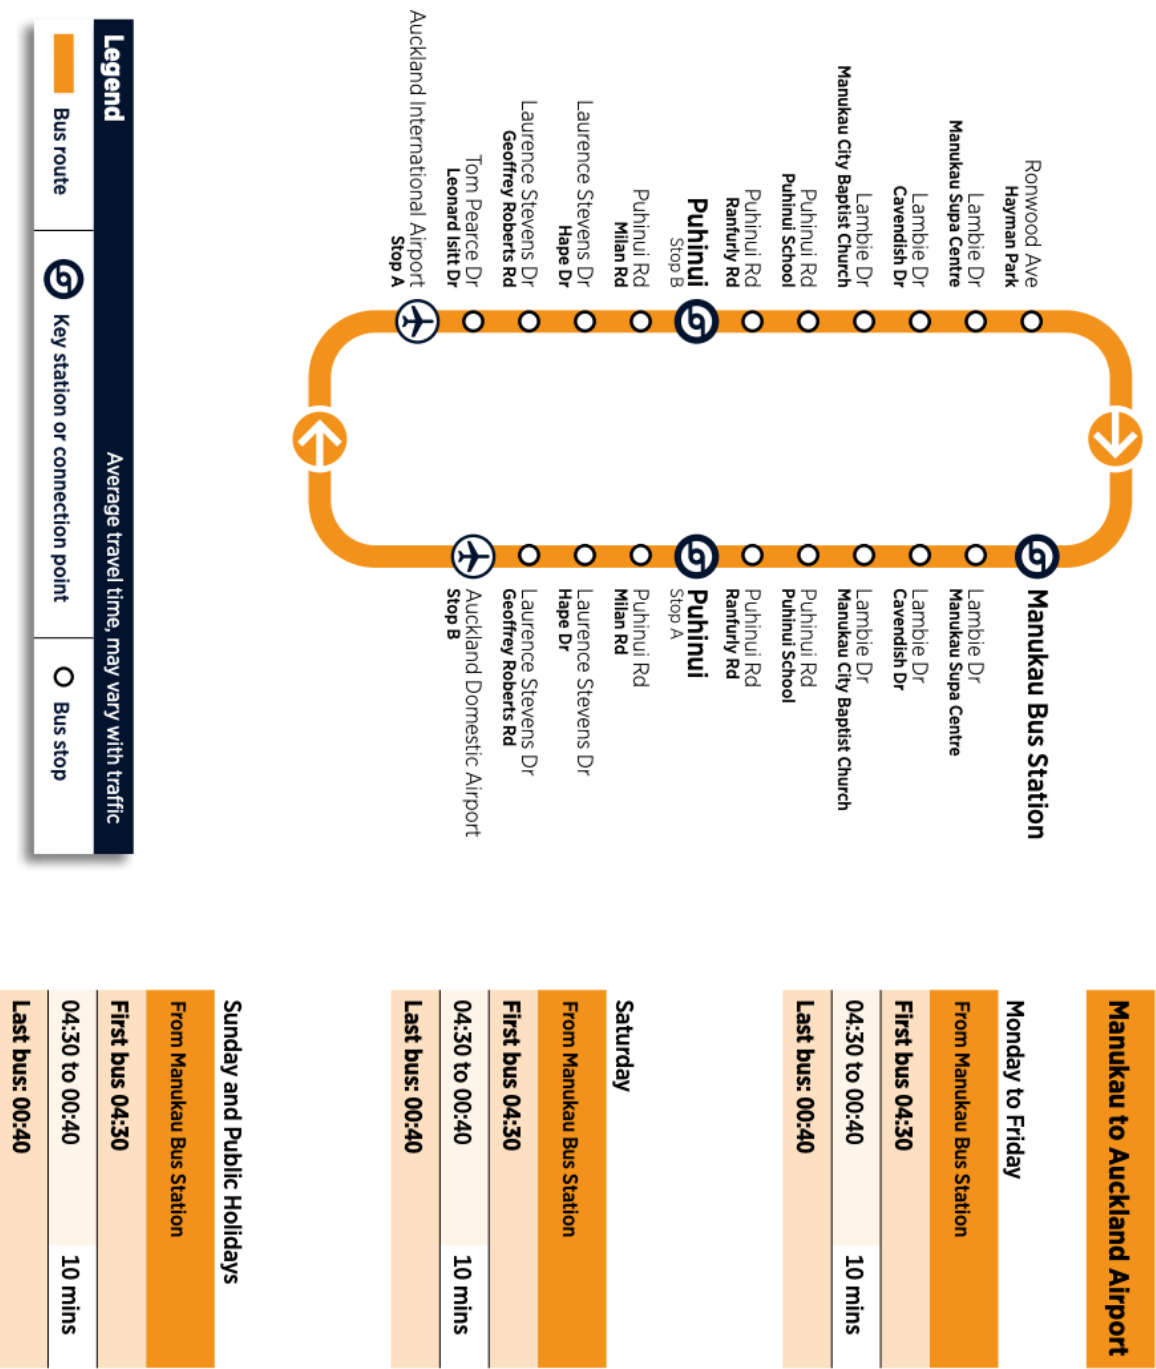 Ronwood Ave
Hayman Park
Lambie Dr
Manukau Supa Centre
Lambie Dr
Cavendish Dr
Lambie Dr
Manukau City Baptist Church
Puhinui Rd
Puhinui School
Puhinui Rd
Ranfurly Rd
Puhinui
Stop B
Puhinui Rd
Milan Rd
Laurence Stevens Dr
Hape Dr
Laurence Stevens Dr
Geoffrey Roberts Rd
Tom Pearce Dr
Leonard Isitt Dr
Auckland International Airport
Stop A
Manukau Bus Station
Lambie Dr
Manukau Supa Centre
Lambie Dr
Cavendish Dr
Lambie Dr
Manukau City Baptist Church
Puhinui Rd
Puhinui School
Puhinui Rd
Ranfurly Rd
Puhinui
Stop A
Puhinui Rd
Milan Rd
Laurence Stevens Dr
Hape Dr
Laurence Stevens Dr
Geoffrey Roberts Rd
Auckland Domestic Airport
Stop B
Legend Average travel time, may vary with traffic
Bus route Key station or connection point Bus stop
Manukau to Auckland Airport
Monday to Friday
From Manukau Bus Station
First bus 04:30
04:30 to 00:40 10 mins
Last bus: 00:40
Saturday
From Manukau Bus Station
First bus 04:30
04:30 to 00:40 10 mins
Last bus: 00:40
Sunday and Public Holidays
From Manukau Bus Station
First bus 04:30
04:30 to 00:40 10 mins
Last bus: 00:40